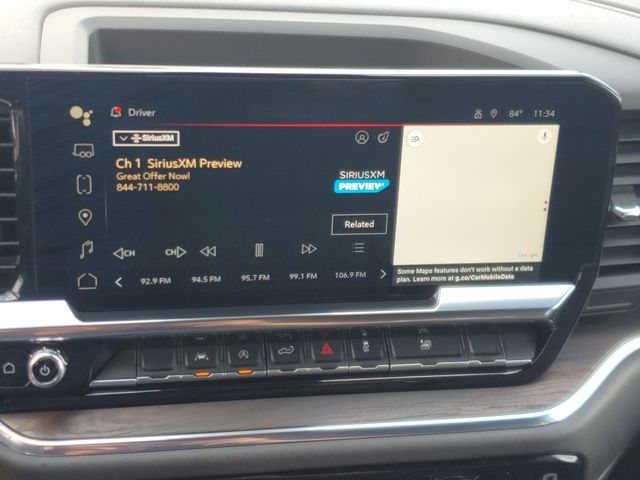 Driver
84° 11:34
SiriusXM
Ch 1 SiriusXM Preview
Great Offer Now!
844-711-8800
SIRIUSXM
PREVIEW
Related
CH CH
92.9 FM 94.5 FM 95.7 FM 99.1 FM 106.9 FM
Google
Some Maps features don't work without a data
plan. Learn more at g.co/CarMobileData